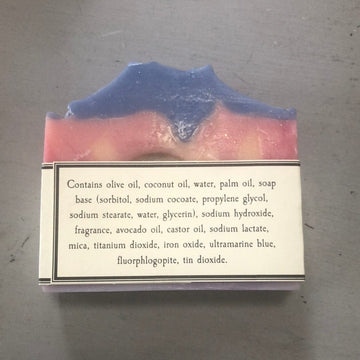 Contains olive oil, coconut oil, water, palm oil, soap
base (sorbitol, sodium cocoate, propylene glycol,
sodium stearate, water, glycerin), sodium hydroxide,
fragrance, avocado oil, castor oil, sodium lactate,
mica, titanium dioxide, iron oxide, ultramarine blue,
fluorphlogopite, tin dioxide.